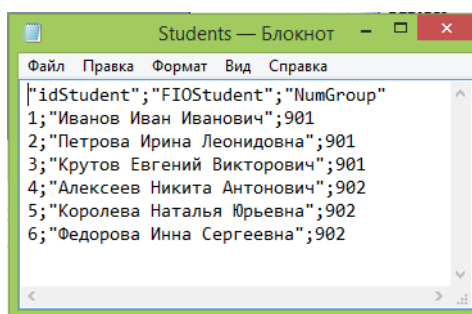 Students — Блокнот
Файл Правка Формат Вид Справка
"idStudent";"FIOStudent";"NumGroup"
1;"Иванов Иван Иванович";901
2;"Петрова Ирина Леонидовна";901
3;"Крутов Евгений Викторович";901
4;"Алексеев Никита Антонович";902
5;"Королева Наталья Юрьевна";902
6;"Федорова Инна Сергеевна";902